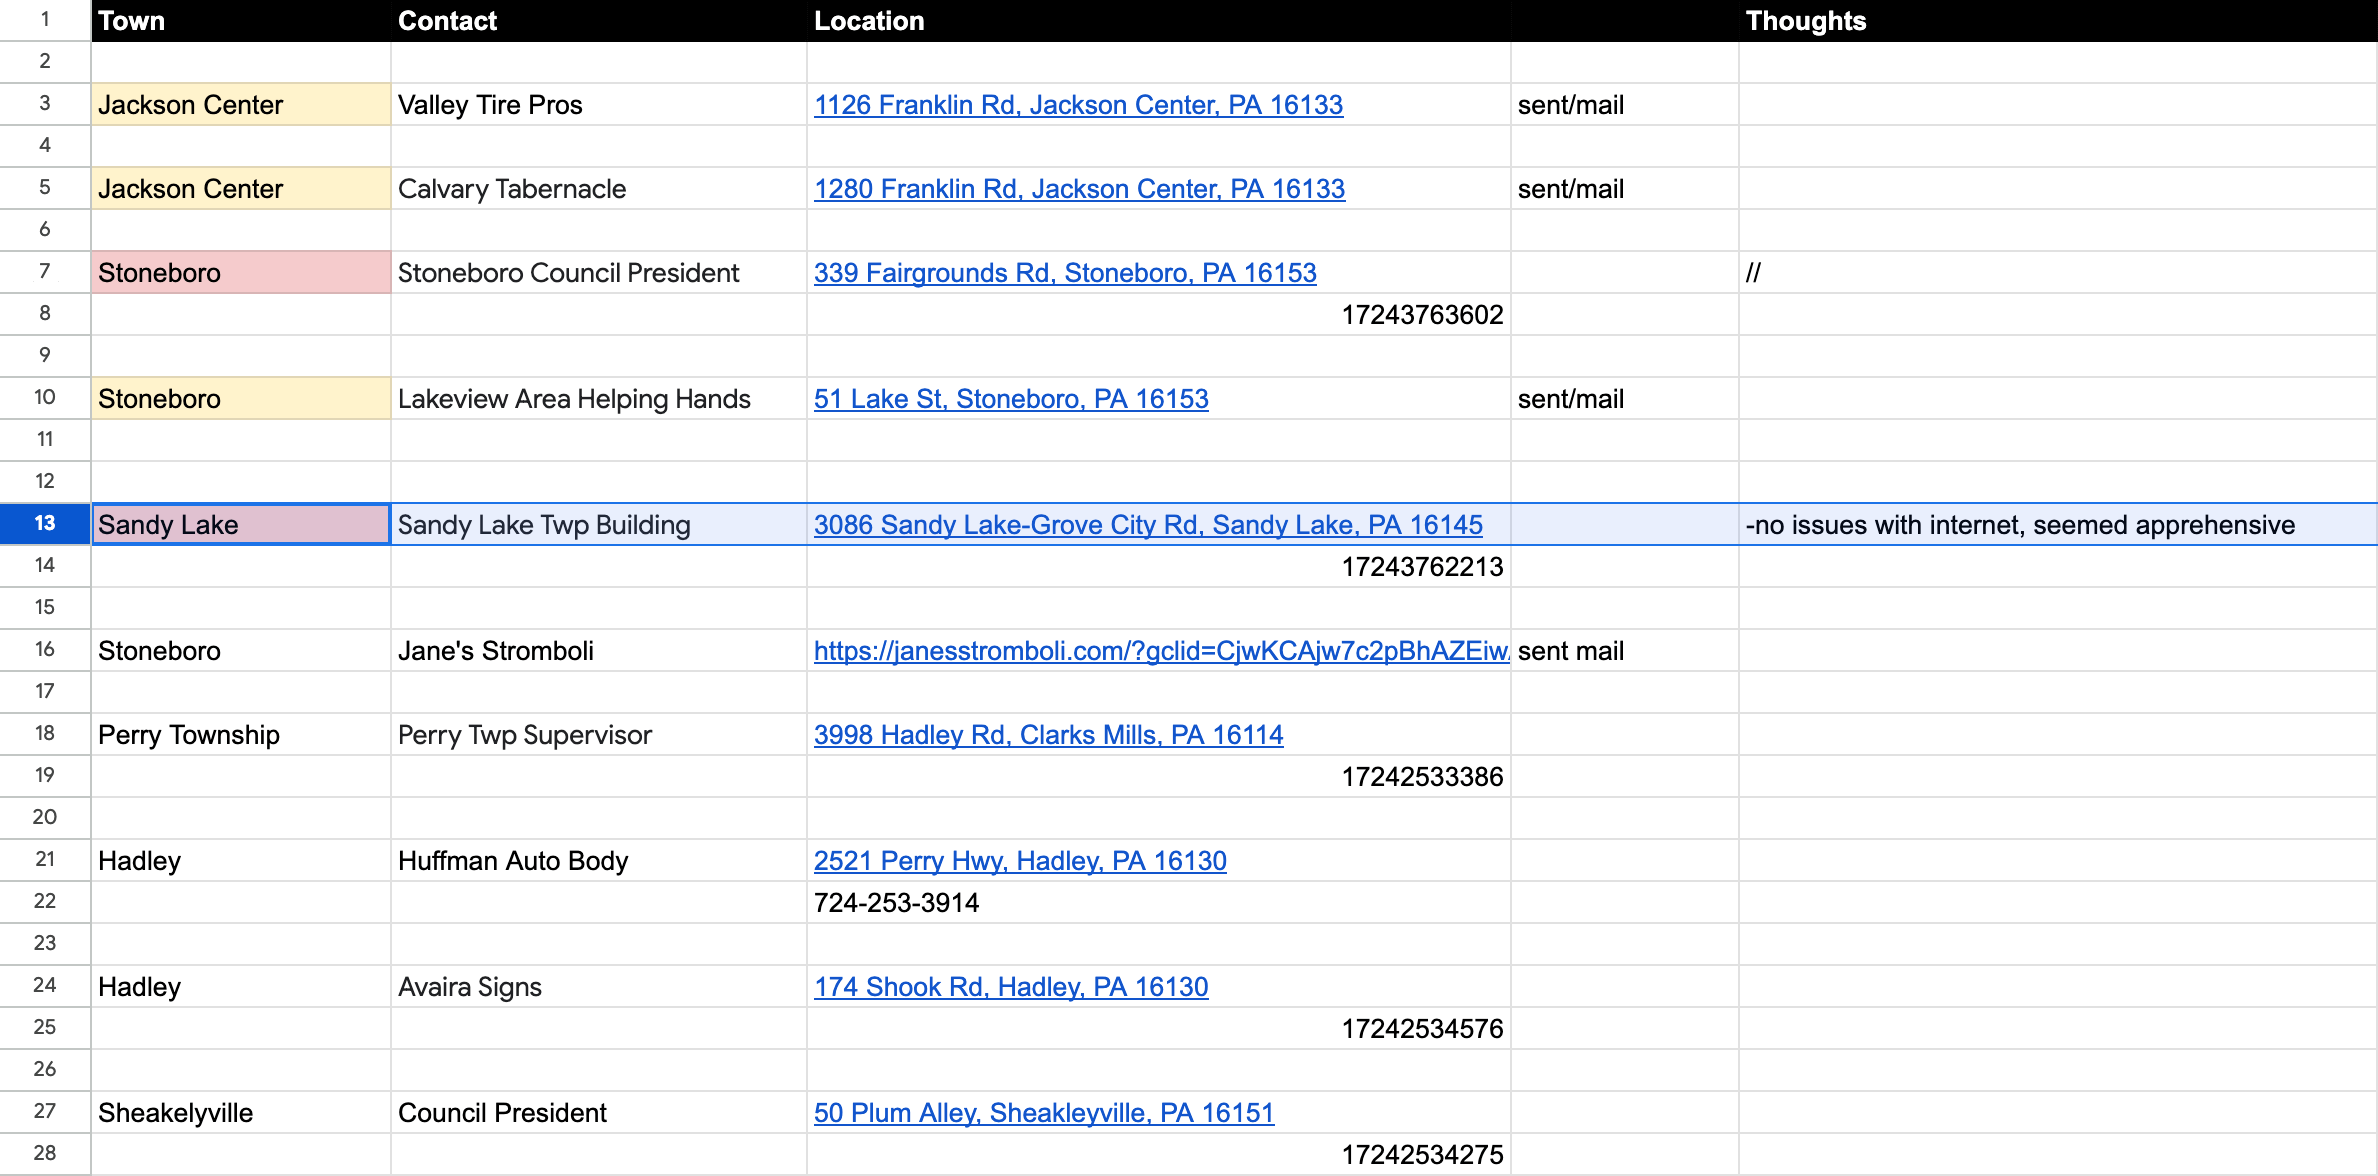 1 Town Contact Location Thoughts
2
3 Jackson Center Valley Tire Pros 1126 Franklin Rd, Jackson Center, PA 16133 sent/mail
4
5 Jackson Center Calvary Tabernacle 1280 Franklin Rd, Jackson Center, PA 16133 sent/mail
6
7 Stoneboro Stoneboro Council President 339 Fairgrounds Rd, Stoneboro, PA 16153 //
8 17243763602
9
10 Stoneboro Lakeview Area Helping Hands 51 Lake St, Stoneboro, PA 16153 sent/mail
11
12
13 Sandy Lake Sandy Lake Twp Building 3086 Sandy Lake-Grove City Rd, Sandy Lake, PA 16145 -no issues with internet, seemed apprehensive
14 17243762213
15
16 Stoneboro Jane's Stromboli https://janesstromboli.com/?gclid=CjwKCAjw7c2pBhAZEiw sent mail
17
18 Perry Township Perry Twp Supervisor 3998 Hadley Rd, Clarks Mills, PA 16114
19 17242533386
20
21 Hadley Huffman Auto Body 2521 Perry Hwy, Hadley, PA 16130
22 724-253-3914
23
24 Hadley Avaira Signs 174 Shook Rd, Hadley, PA 16130
25 17242534576
26
27 Sheakelyville Council President 50 Plum Alley, Sheakleyville, PA 16151
28 17242534275